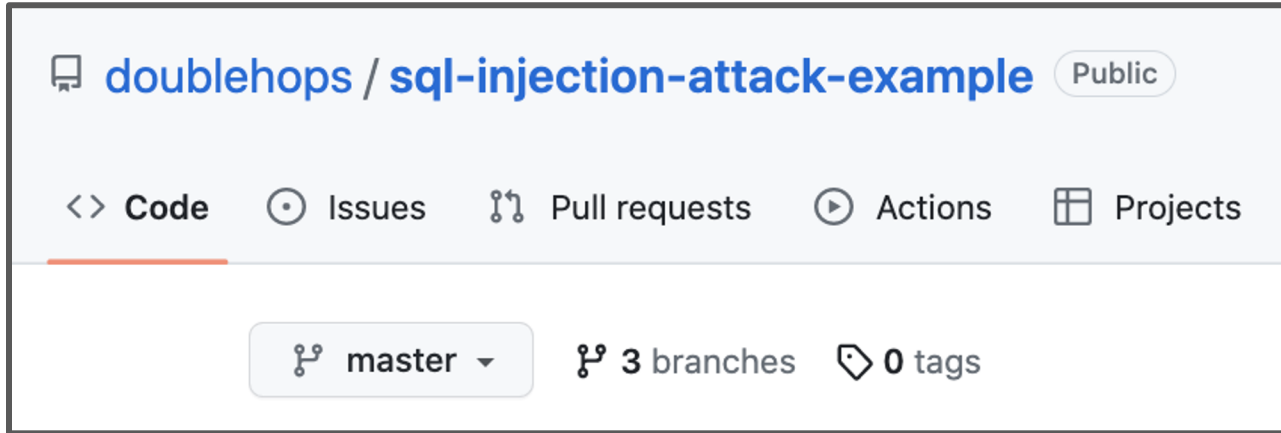 doublehops / sql-injection-attack-example Public
Code Issues Pull requests Actions Projects
master 3 branches 0 tags